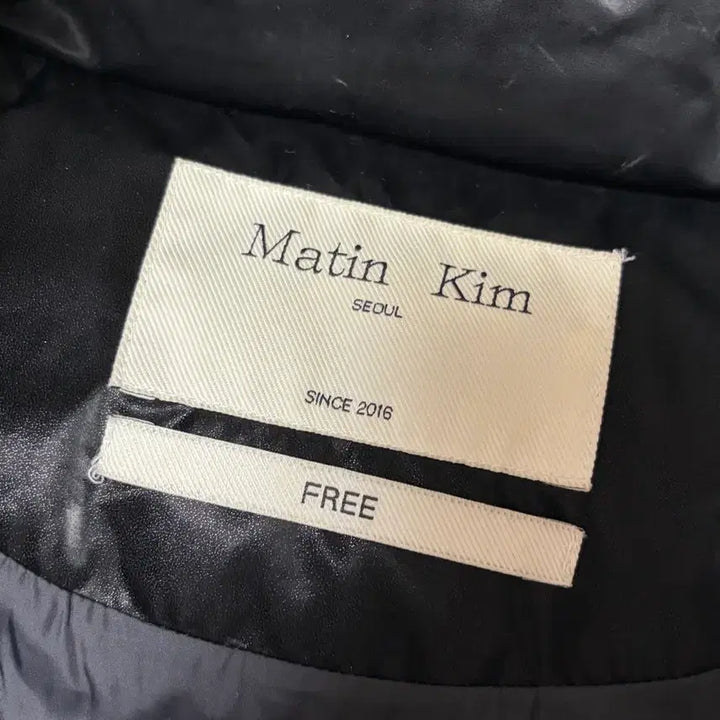 Matin Kim
SEOUL
SINCE 2016
FREE